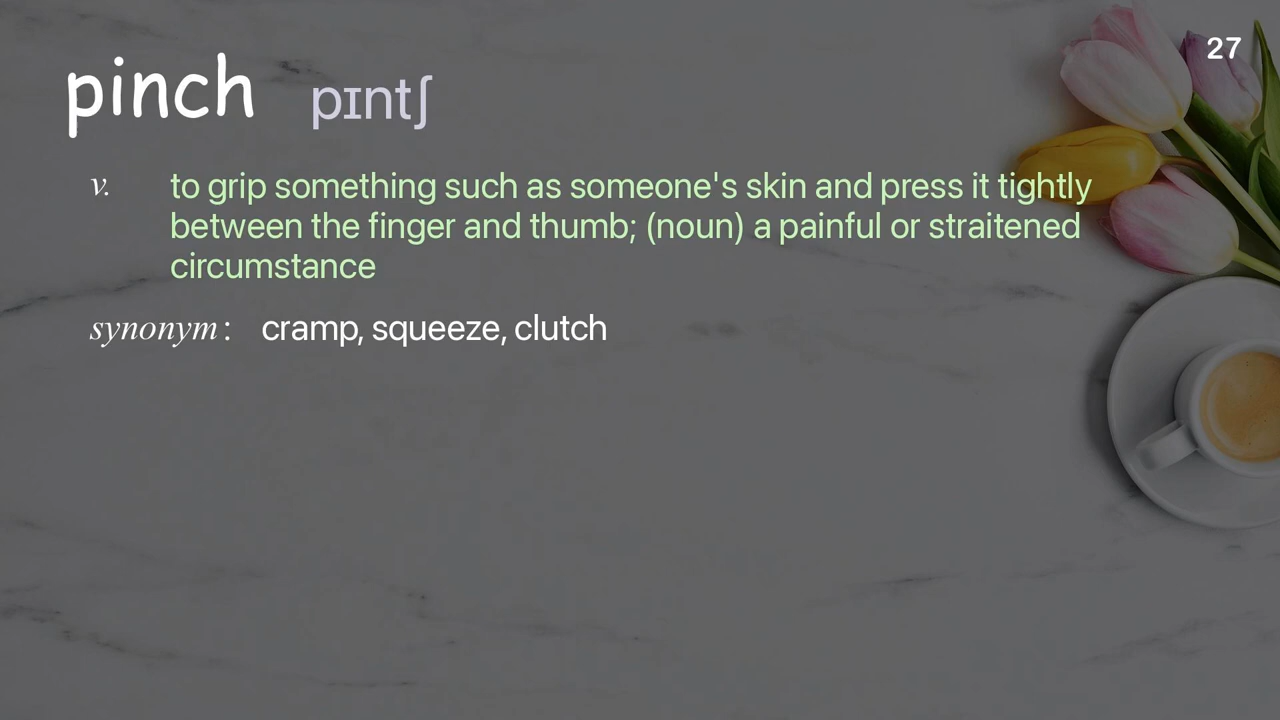 27
pinch pɪntʃ
v. to grip something such as someone's skin and press it tightly
between the finger and thumb; (noun) a painful or straitened
circumstance
synonym: cramp, squeeze, clutch